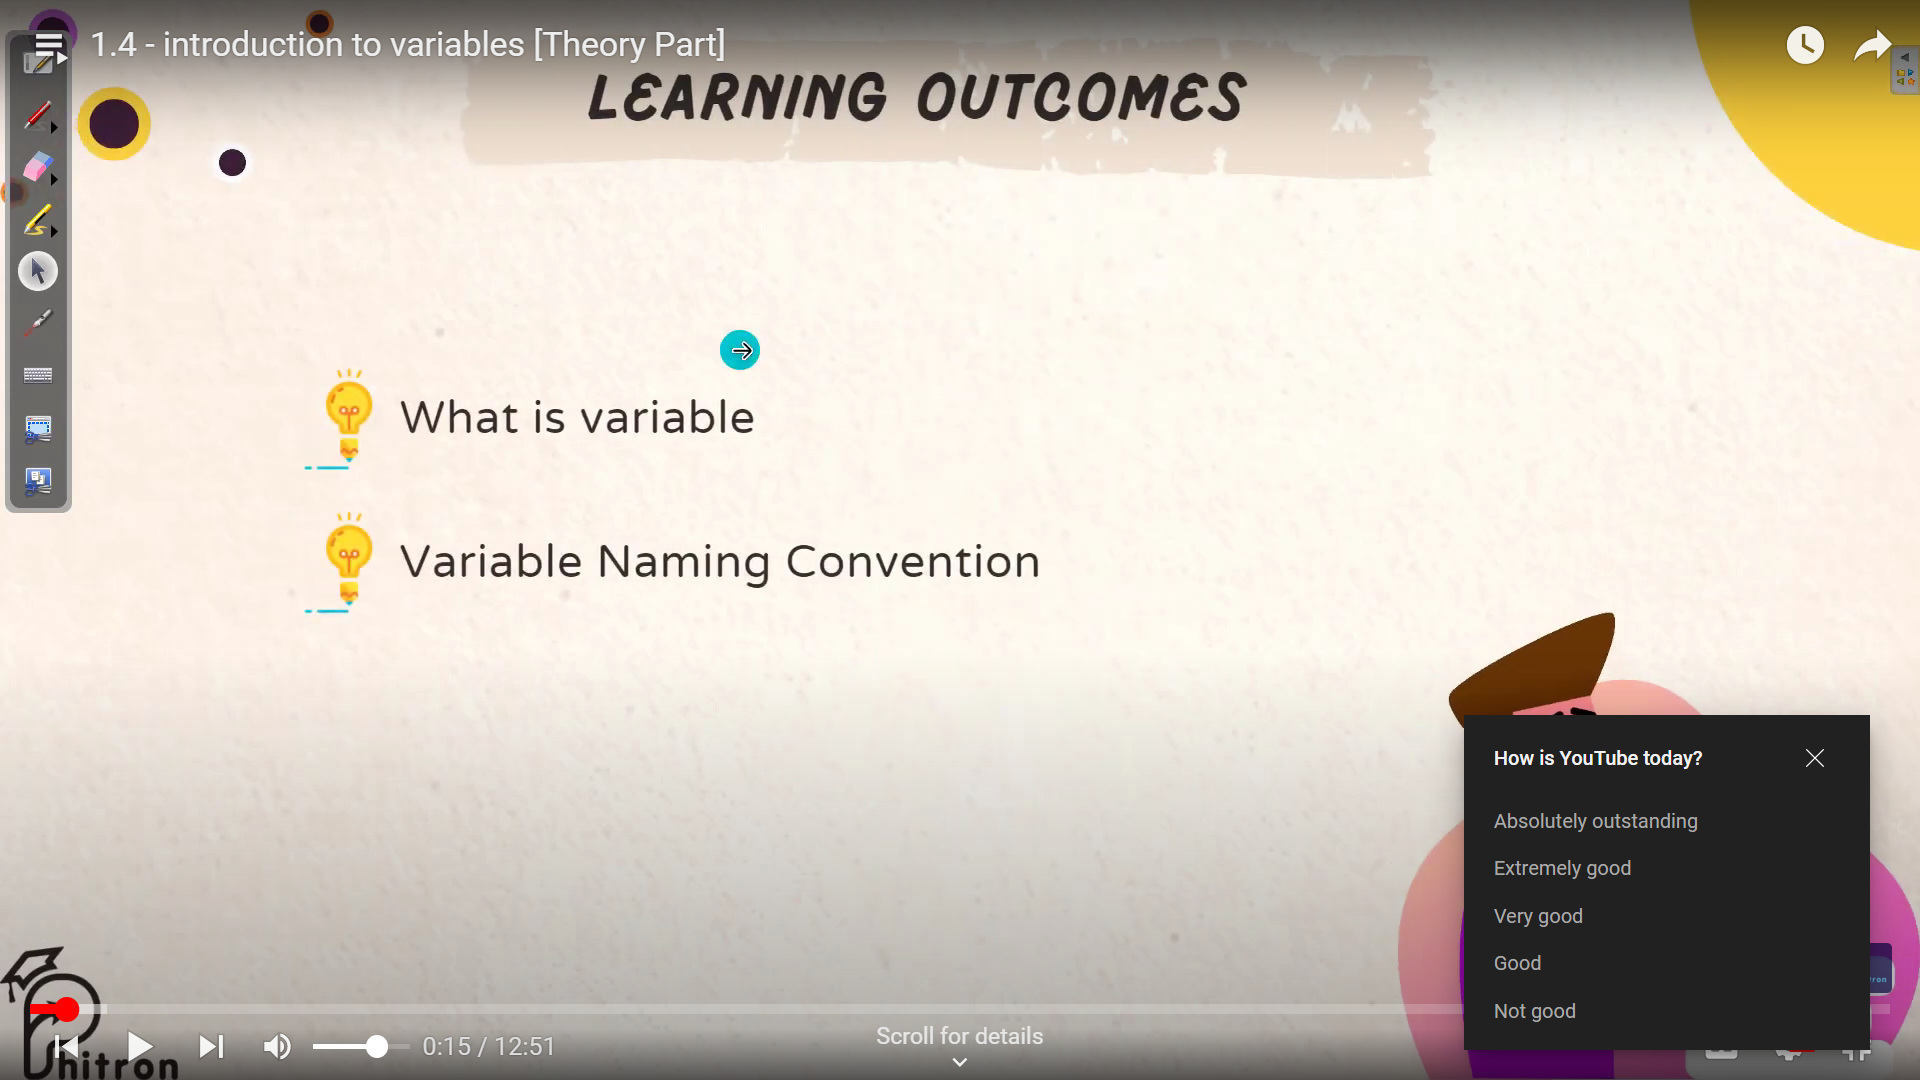 1.4 - introduction to variables [Theory Part]
LEARNING OUTCOMES
What is variable
Variable Naming Convention
How is YouTube today?
Absolutely outstanding
Extremely good
Very good
Good
Not good
Phitron
0:15 / 12:51
Scroll for details